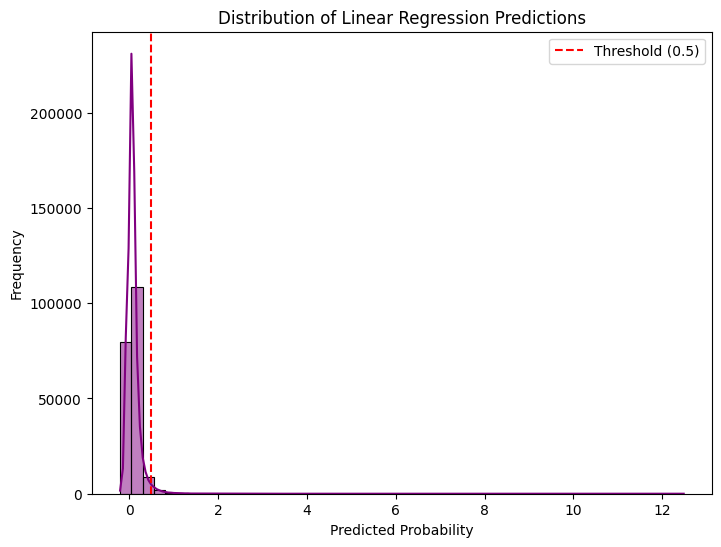 Distribution of Linear Regression Predictions
Threshold (0.5)
Frequency
200000
150000
100000
50000
0
0 2 4 6 8 10 12
Predicted Probability